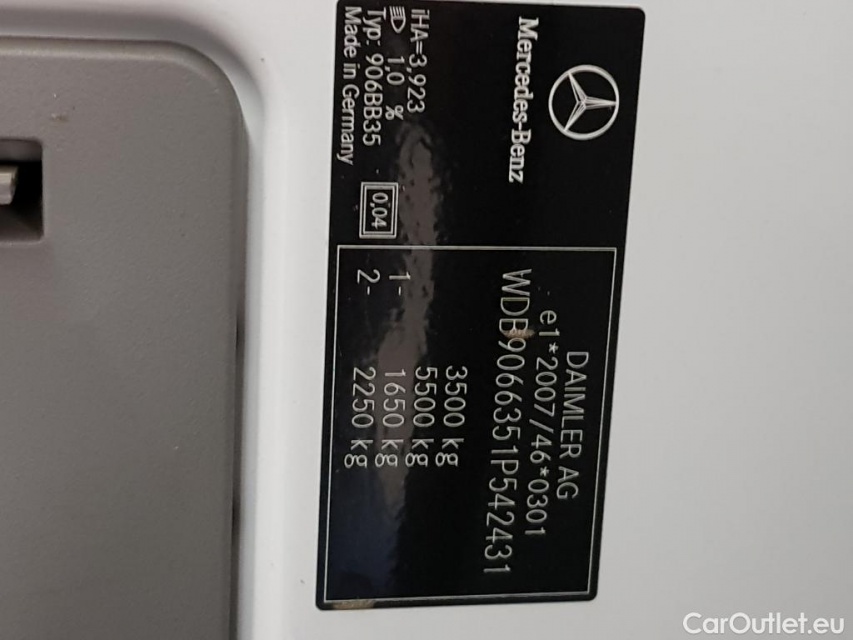 Mercedes-Benz
iHA=3,923
1,0 %
Typ: 906BB35
Made in Germany
0,04
DAIMLER AG
e1*2007/46*0301
WDB9066351P542431
3500 kg
5500 kg
1- 1650 kg
2- 2250 kg
CarOutlet.eu